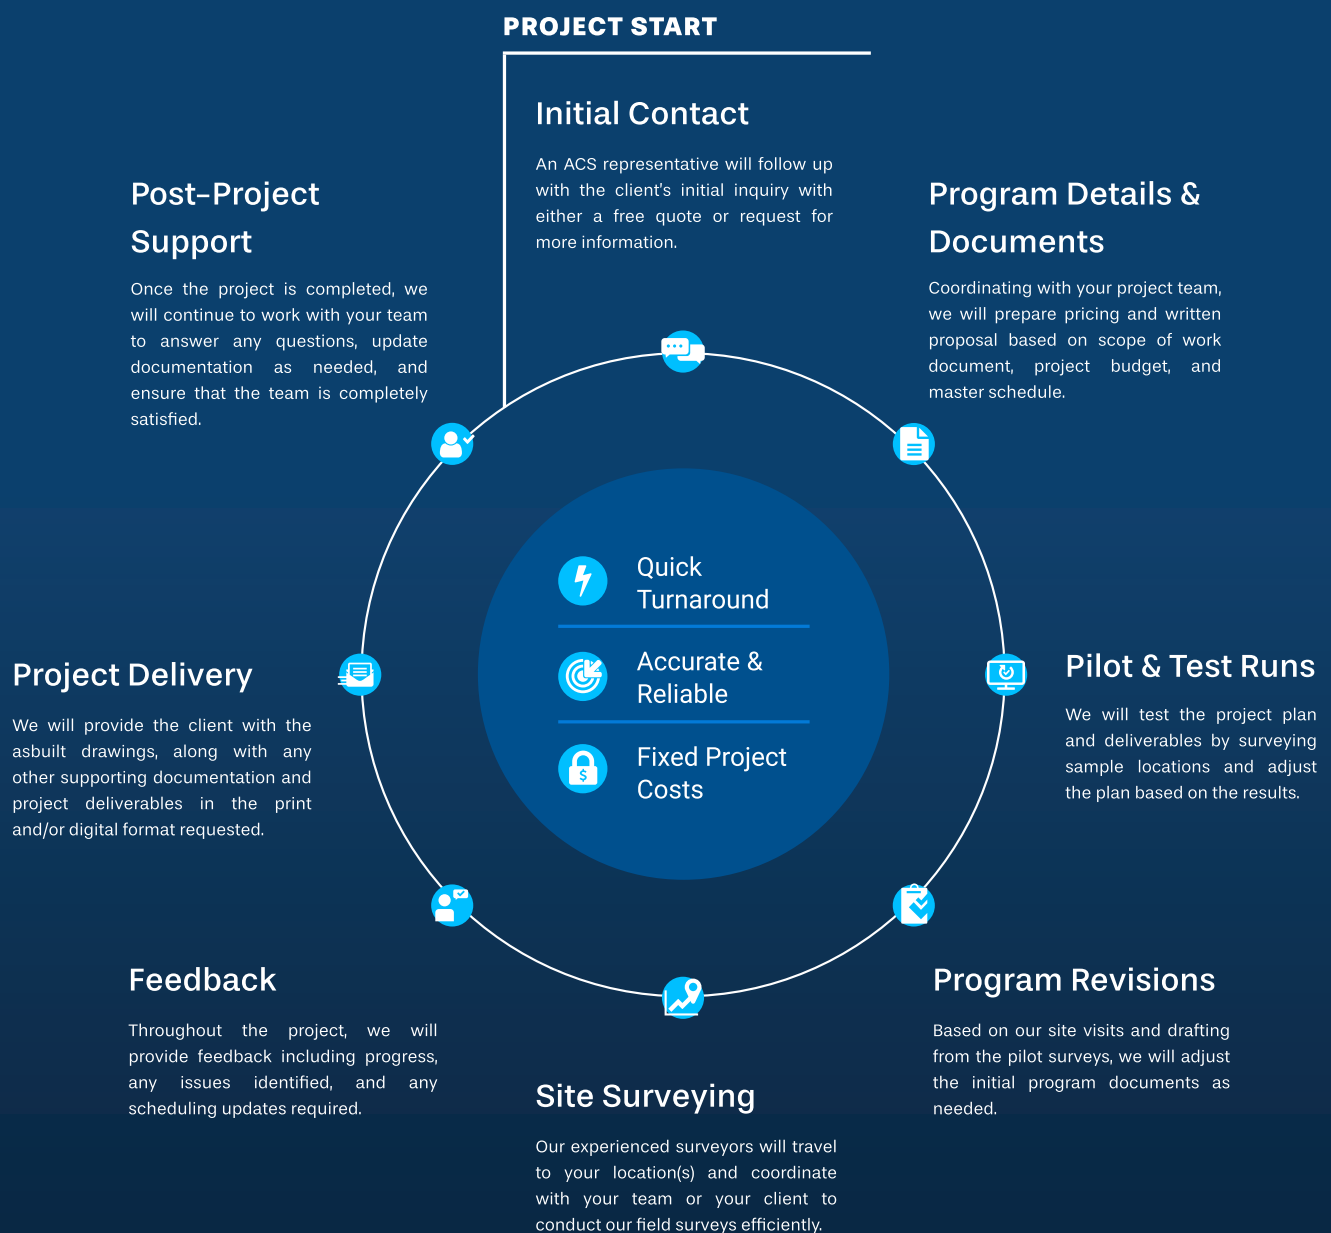 PROJECT START
Initial Contact
An ACS representative will follow up
with the client's initial inquiry with
either a free quote or request for
more information.
Program Details &
Documents
Coordinating with your project team,
we will prepare pricing and written
proposal based on scope of work
document, project budget, and
master schedule.
Pilot & Test Runs
We will test the project plan
and deliverables by surveying
sample locations and adjust
the plan based on the results.
Program Revisions
Based on our site visits and drafting
from the pilot surveys, we will adjust
the initial program documents as
needed.
Site Surveying
Our experienced surveyors will travel
to your location(s) and coordinate
with your team or your client to
conduct our field surveys efficiently.
Feedback
Throughout the project, we will
provide feedback including progress,
any issues identified, and any
scheduling updates required.
Project Delivery
We will provide the client with the
asbuilt drawings, along with any
other supporting documentation and
project deliverables in the print
and/or digital format requested.
Post-Project
Support
Once the project is completed, we
will continue to work with your team
to answer any questions, update
documentation as needed, and
ensure that the team is completely
satisfied.
Quick
Turnaround
Accurate &
Reliable
$
Fixed Project
Costs